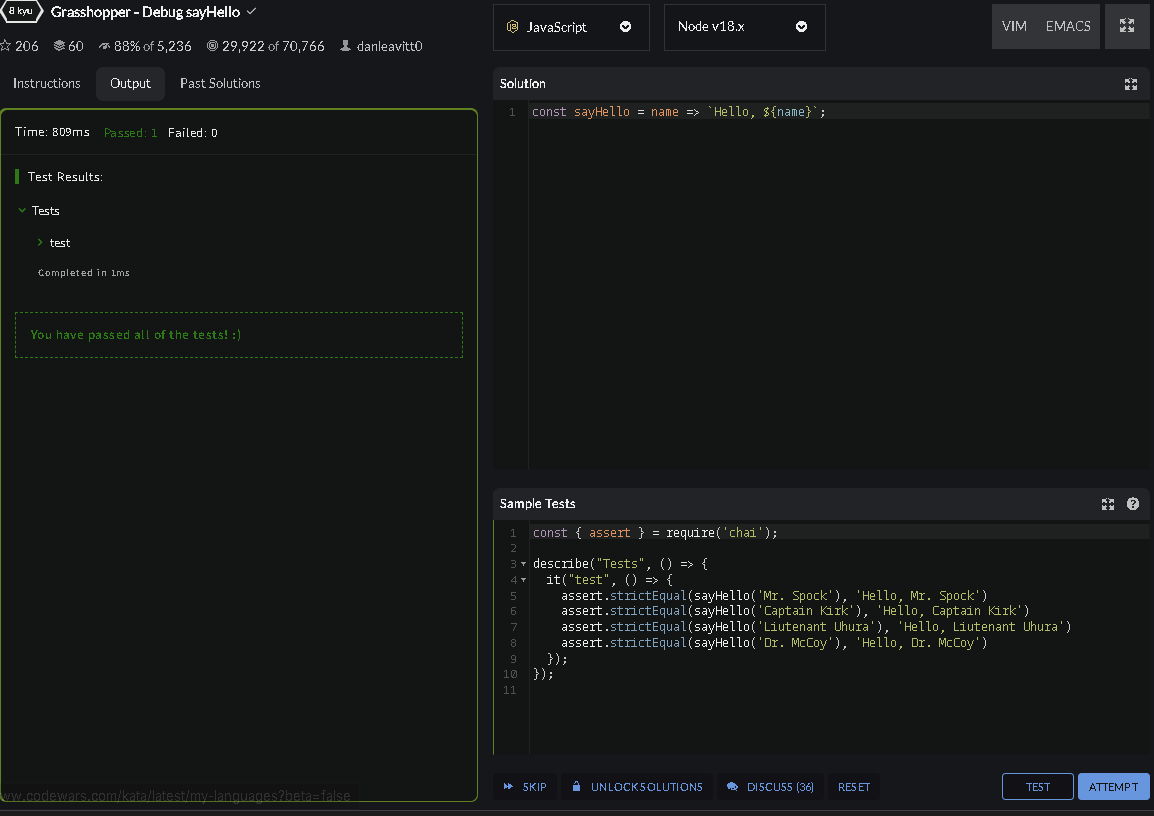 8 kyu Grasshopper - Debug sayHello
206 60 88% of 5,236 29,922 of 70,766 danleavitt0
Instructions Output Past Solutions
Time: 809ms Passed: 1 Failed: 0
Test Results:
Tests
test
Completed in 1ms
You have passed all of the tests! :)
ww.codewars.com/kata/latest/my-languages?beta=false
JavaScript Node v18.x VIM EMACS
Solution
1 const sayHello = name => `Hello, ${name}`;
Sample Tests
1 const { assert } = require('chai');
2
3 describe("Tests", () => {
4 it("test", () => {
5 assert.strictEqual(sayHello('Mr. Spock'), 'Hello, Mr. Spock')
6 assert.strictEqual(sayHello('Captain Kirk'), 'Hello, Captain Kirk')
7 assert.strictEqual(sayHello('Liutenant Uhura'), 'Hello, Liutenant Uhura')
8 assert.strictEqual(sayHello('Dr. McCoy'), 'Hello, Dr. McCoy')
9 });
10 });
11
SKIP UNLOCK SOLUTIONS DISCUSS (36) RESET TEST ATTEMPT